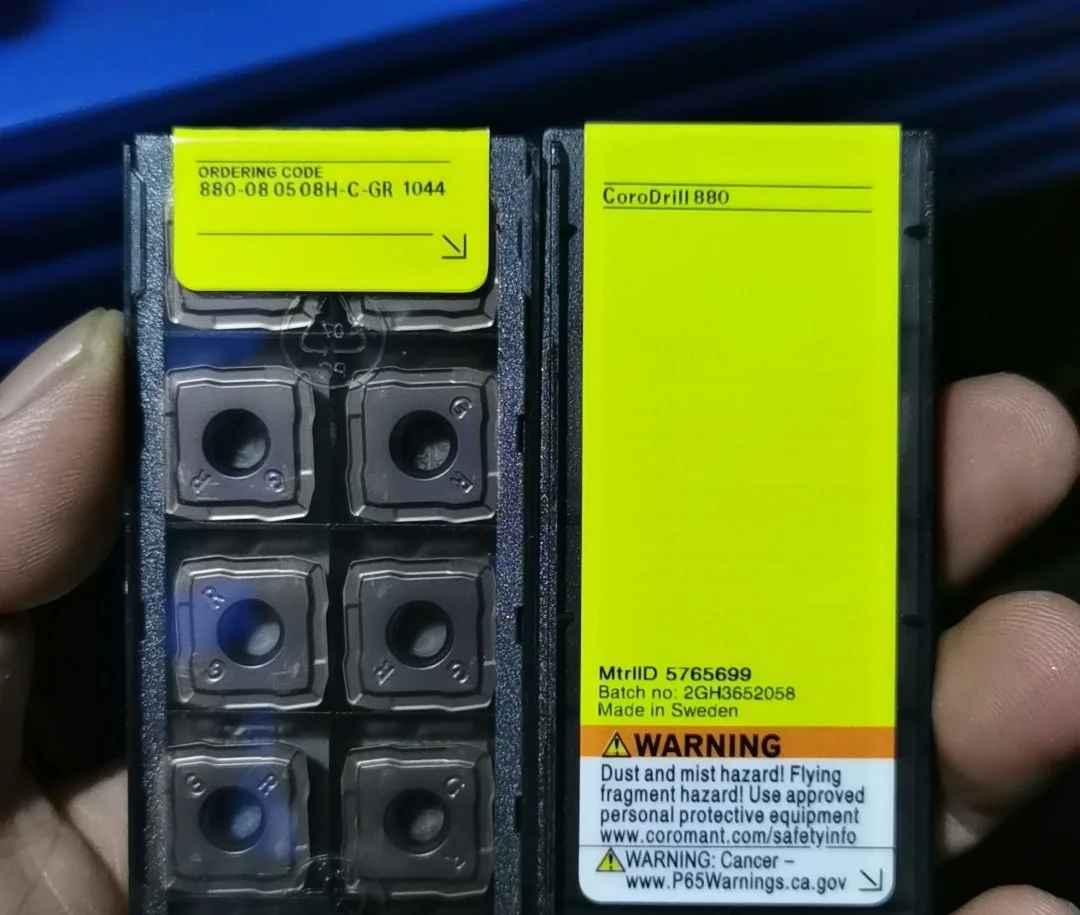 ORDERING CODE
880-08 05 08H-C-GR 1044
CoroDrill 880
G
R
G
R
R
G
R
G
R
G
G
R
G
MtrlID 5765699
Batch no: 2GH3652058
Made in Sweden
WARNING
Dust and mist hazard! Flying
fragment hazard! Use approved
personal protective equipment
www.coromant.com/safetyinfo
WARNING: Cancer –
www.P65Warnings.ca.gov